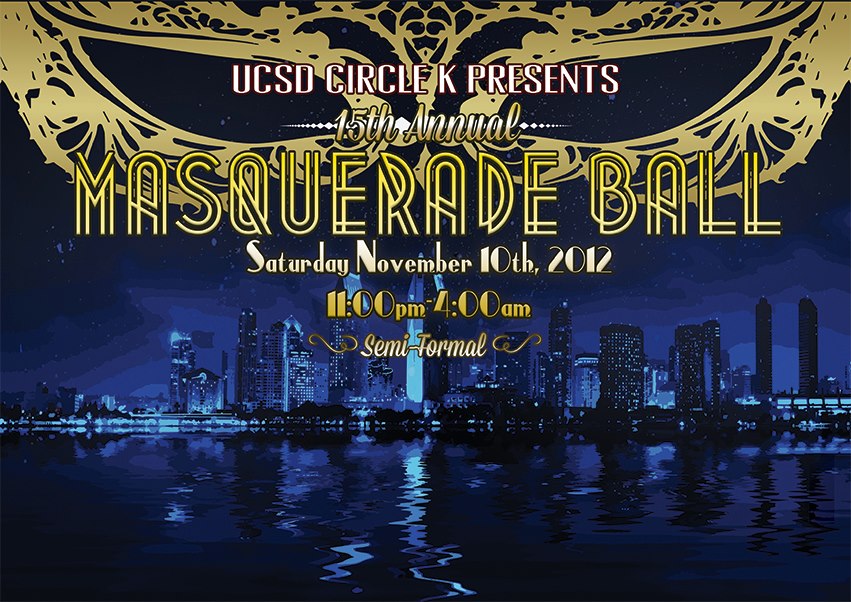 UCSD CIRCLE K PRESENTS
15th Annual
MASQUERADE BALL
Saturday November 10th, 2012
11:00pm-4:00am
Semi-Formal